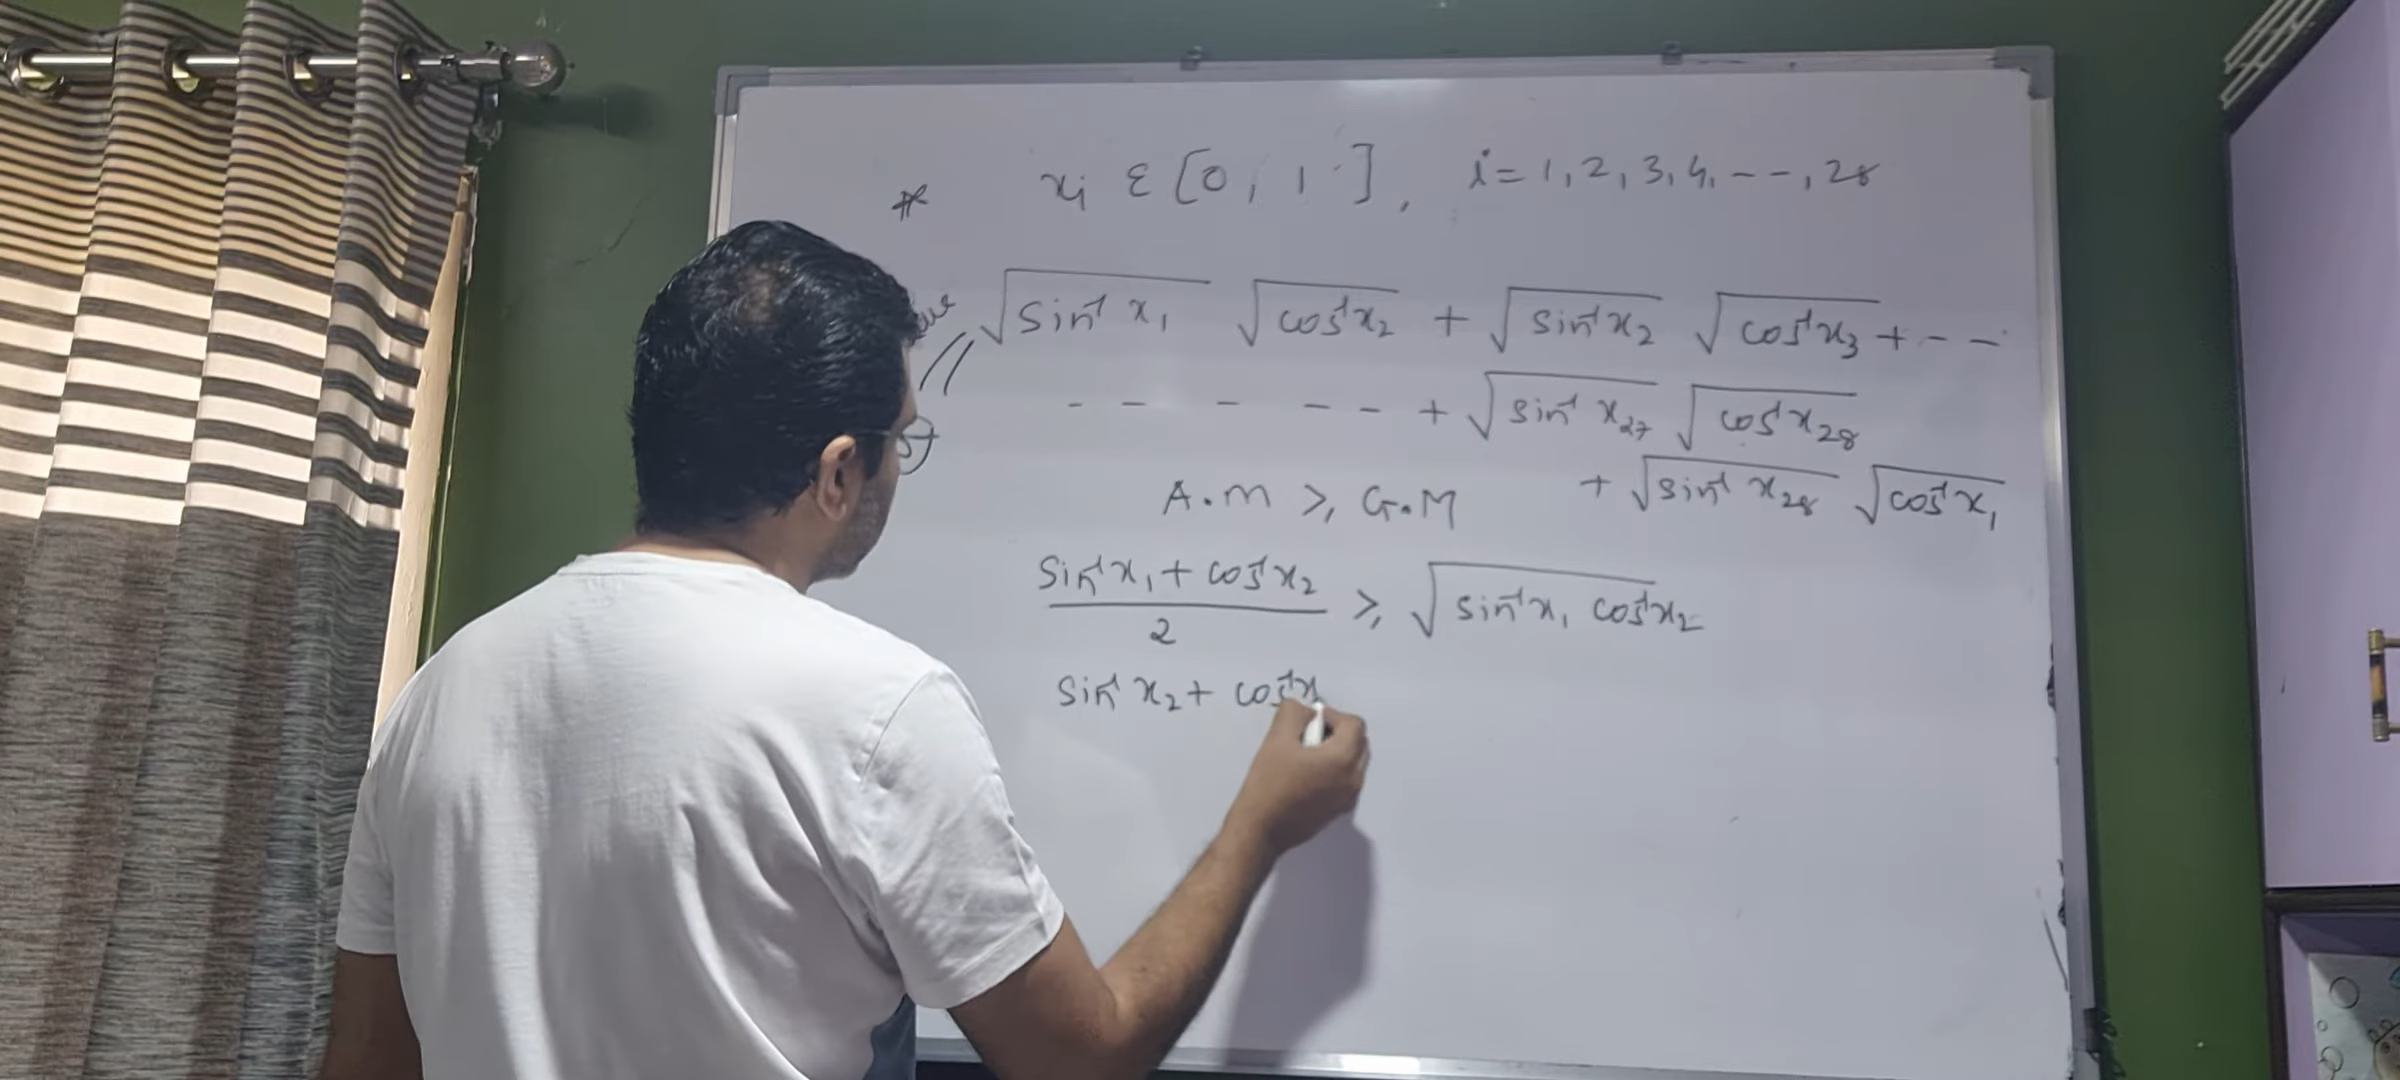 * xᵢ ∈ [0, 1], i = 1, 2, 3, 4, - - , 28
√(sin⁻¹ x₁) √(cos⁻¹ x₂) + √(sin⁻¹ x₂) √(cos⁻¹ x₃) + - -
- - - - - + √(sin⁻¹ x₂₇) √(cos⁻¹ x₂₈)
+ √(sin⁻¹ x₂₈) √(cos⁻¹ x₁)
A.M ≥ G.M
(sin⁻¹ x₁ + cos⁻¹ x₂)/2 ≥ √(sin⁻¹ x₁ cos⁻¹ x₂)
sin⁻¹ x₂ + cos⁻¹ x